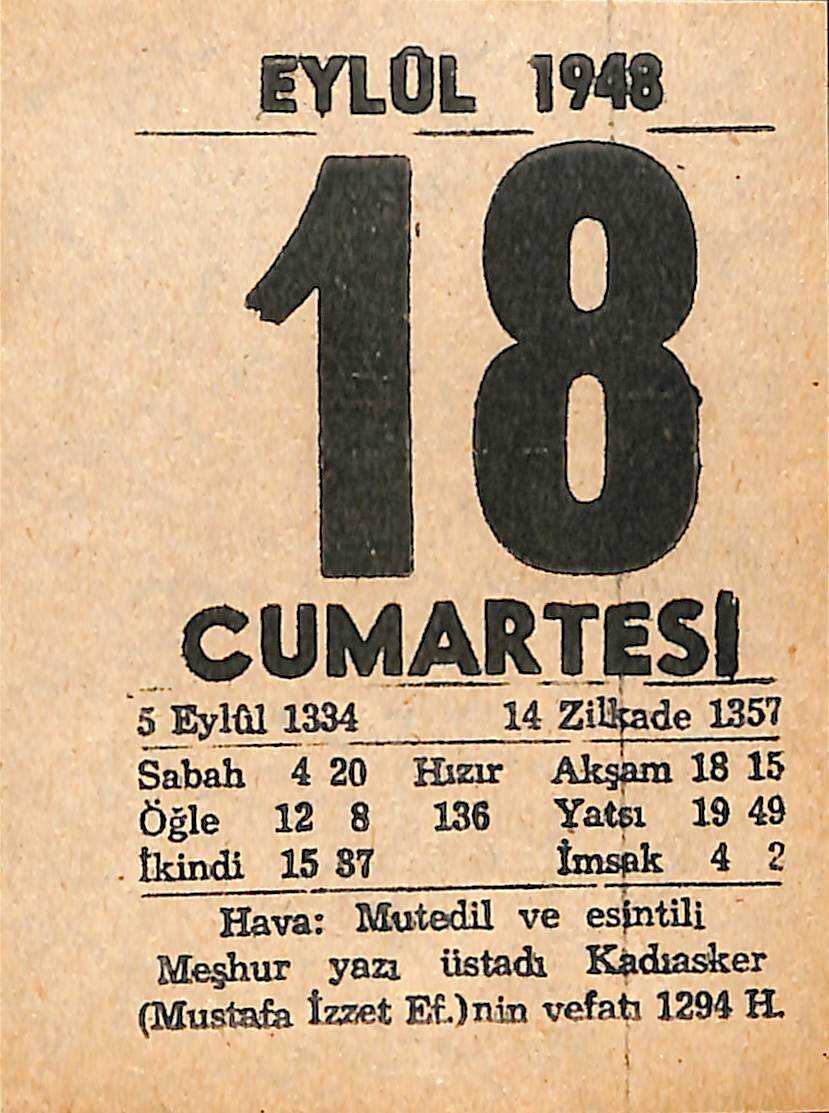 EYLÛL 1948
18
CUMARTESİ
5 Eylûl 1334 14 Zilkade 1357
Sabah 4 20 Hızır Akşam 18 15
Öğle 12 8 136 Yatsı 19 49
İkindi 15 37 İmsak 4 2
Hava: Mutedil ve esintili
Meşhur yazı üstadı Kadıasker
(Mustafa İzzet Ef.)nin vefatı 1294 H.